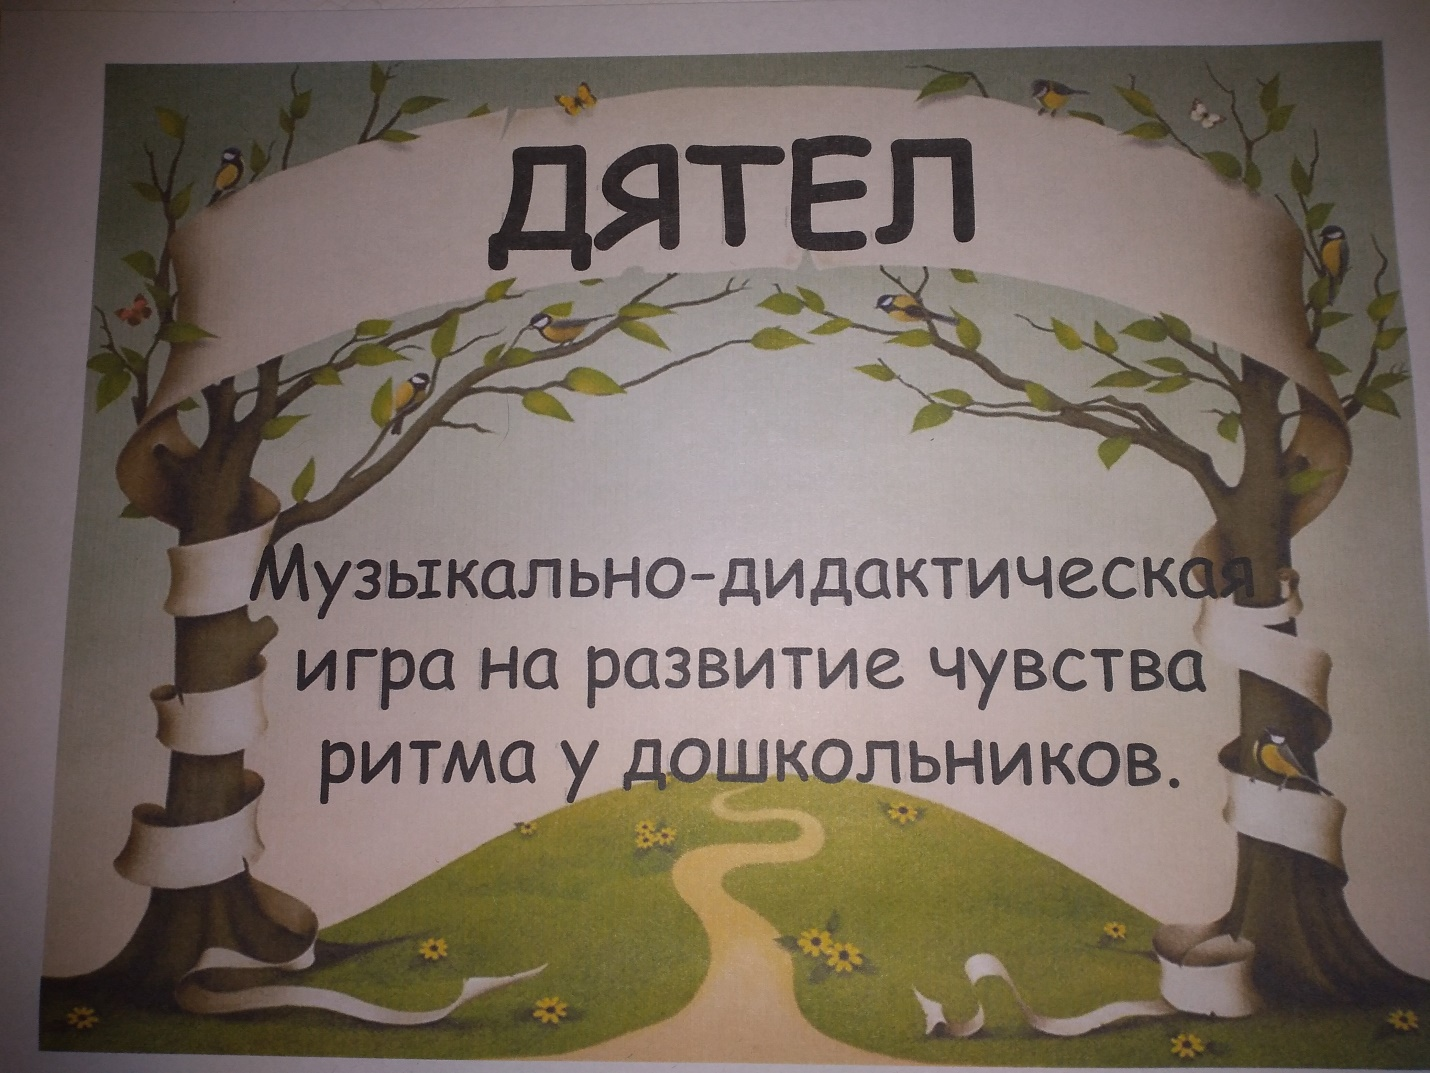 ДЯТЕЛ
Музыкально-дидактическая
игра на развитие чувства
ритма у дошкольников.